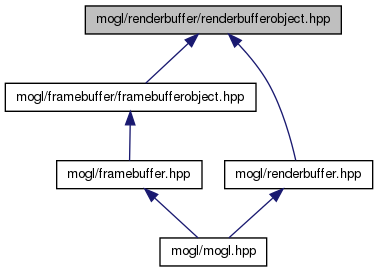 mogl/renderbuffer/renderbufferobject.hpp
mogl/framebuffer/framebufferobject.hpp
mogl/framebuffer.hpp
mogl/renderbuffer.hpp
mogl/mogl.hpp